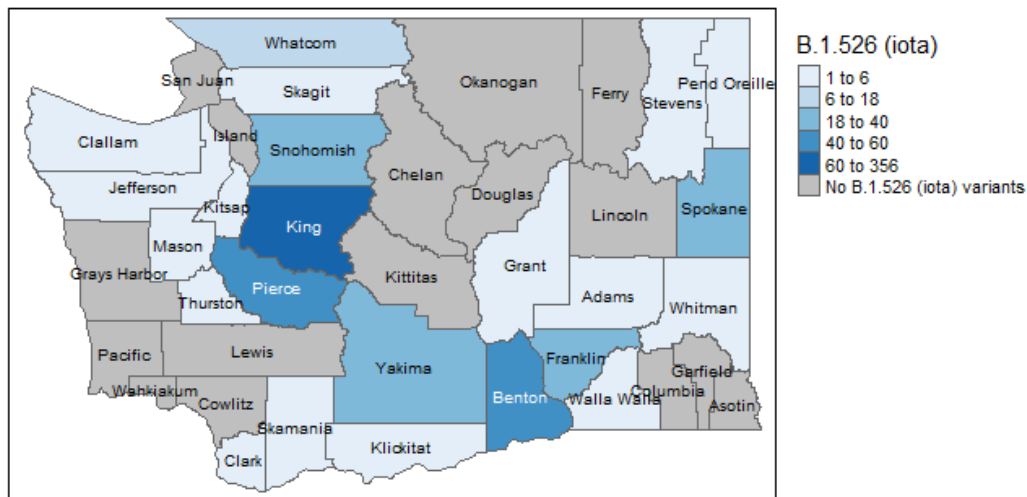 B.1.526 (iota)
1 to 6
6 to 18
18 to 40
40 to 60
60 to 356
No B.1.526 (iota) variants
Whatcom
San Juan
Skagit
Okanogan
Ferry
Stevens
Pend Oreille
Clallam
Island
Snohomish
Chelan
Jefferson
Kitsap
Douglas
Lincoln
Spokane
King
Mason
Grays Harbor
Kittitas
Grant
Pierce
Thurston
Adams
Whitman
Pacific
Lewis
Yakima
Franklin
Garfield
Wahkiakum
Cowlitz
Benton
Walla Walla
Columbia
Asotin
Skamania
Klickitat
Clark